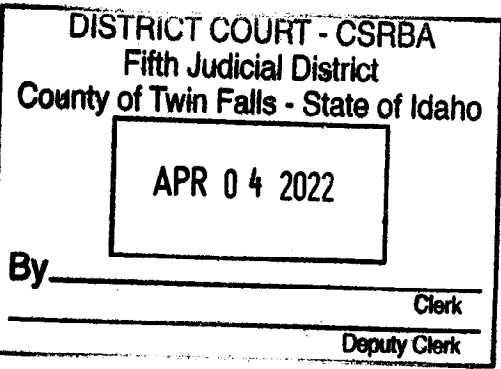 DISTRICT COURT - CSRBA
Fifth Judicial District
County of Twin Falls - State of Idaho
APR 04 2022
By
Clerk
Deputy Clerk